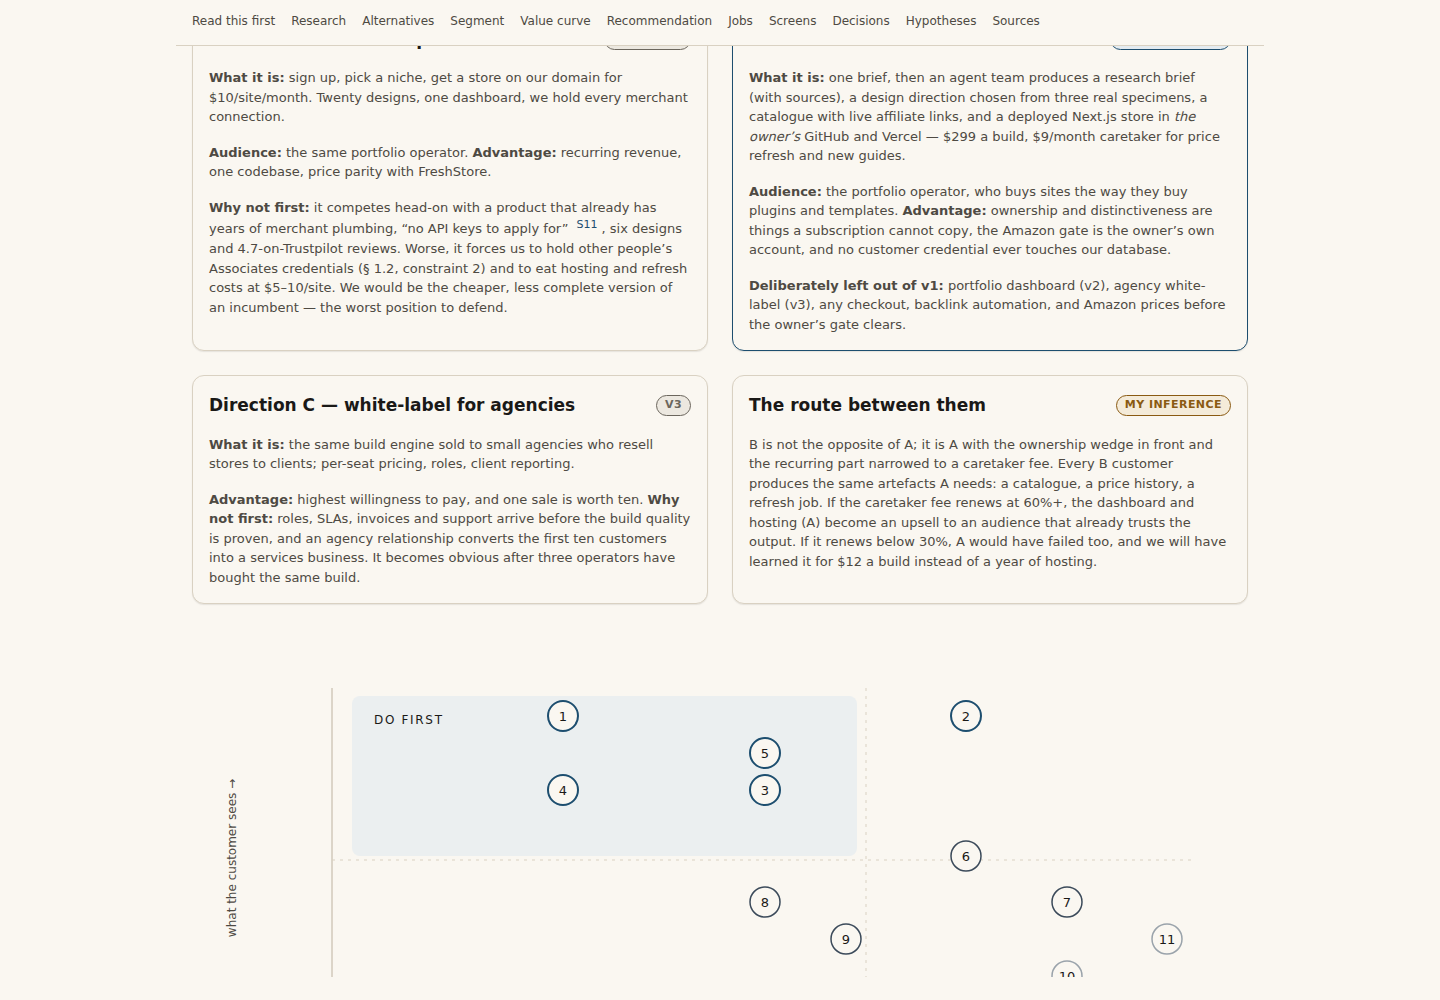 Read this first Research Alternatives Segment Value curve Recommendation Jobs Screens Decisions Hypotheses Sources
What it is: sign up, pick a niche, get a store on our domain for
$10/site/month. Twenty designs, one dashboard, we hold every merchant
connection.
Audience: the same portfolio operator. Advantage: recurring revenue,
one codebase, price parity with FreshStore.
Why not first: it competes head-on with a product that already has
years of merchant plumbing, “no API keys to apply for” S11 , six designs
and 4.7-on-Trustpilot reviews. Worse, it forces us to hold other people’s
Associates credentials (§ 1.2, constraint 2) and to eat hosting and refresh
costs at $5–10/site. We would be the cheaper, less complete version of
an incumbent — the worst position to defend.
What it is: one brief, then an agent team produces a research brief
(with sources), a design direction chosen from three real specimens, a
catalogue with live affiliate links, and a deployed Next.js store in the
owner’s GitHub and Vercel — $299 a build, $9/month caretaker for price
refresh and new guides.
Audience: the portfolio operator, who buys sites the way they buy
plugins and templates. Advantage: ownership and distinctiveness are
things a subscription cannot copy, the Amazon gate is the owner’s own
account, and no customer credential ever touches our database.
Deliberately left out of v1: portfolio dashboard (v2), agency white-
label (v3), any checkout, backlink automation, and Amazon prices before
the owner’s gate clears.
Direction C — white-label for agencies V3
What it is: the same build engine sold to small agencies who resell
stores to clients; per-seat pricing, roles, client reporting.
Advantage: highest willingness to pay, and one sale is worth ten. Why
not first: roles, SLAs, invoices and support arrive before the build quality
is proven, and an agency relationship converts the first ten customers
into a services business. It becomes obvious after three operators have
bought the same build.
The route between them MY INFERENCE
B is not the opposite of A; it is A with the ownership wedge in front and
the recurring part narrowed to a caretaker fee. Every B customer
produces the same artefacts A needs: a catalogue, a price history, a
refresh job. If the caretaker fee renews at 60%+, the dashboard and
hosting (A) become an upsell to an audience that already trusts the
output. If it renews below 30%, A would have failed too, and we will have
learned it for $12 a build instead of a year of hosting.
what the customer sees →
DO FIRST
1
2
5
4
3
6
8
7
9
11
10